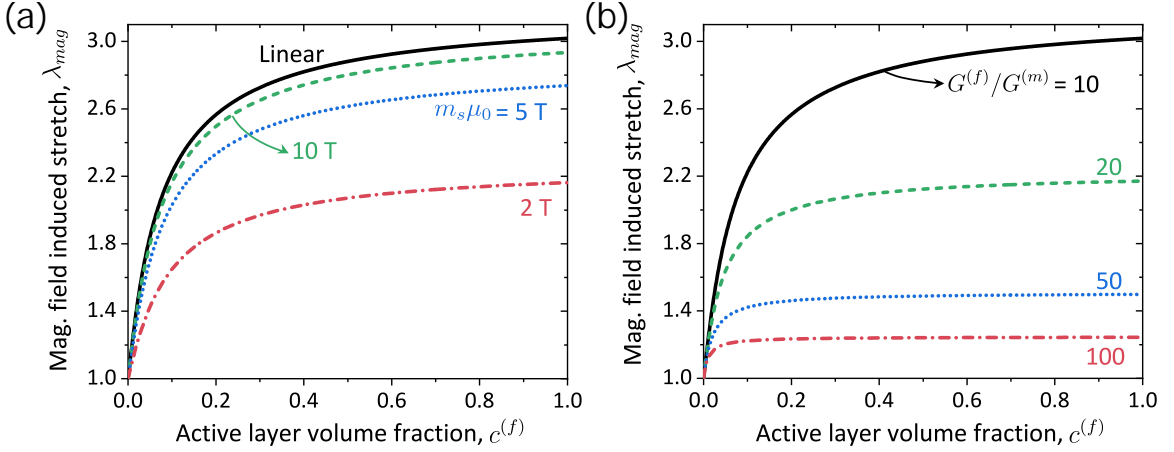 (a)
Mag. field induced stretch, λ_mag
3.0
2.6
2.2
1.8
1.4
1.0
Linear
m_sμ_0 = 5 T
10 T
2 T
0.0 0.2 0.4 0.6 0.8 1.0
Active layer volume fraction, c^(f)
(b)
Mag. field induced stretch, λ_mag
3.0
2.6
2.2
1.8
1.4
1.0
G^(f)/G^(m) = 10
20
50
100
0.0 0.2 0.4 0.6 0.8 1.0
Active layer volume fraction, c^(f)